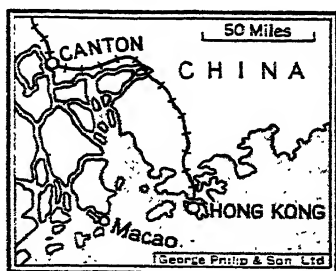 50 Miles
CANTON
CHINA
HONG KONG
Macao
George Philip & Son Ltd